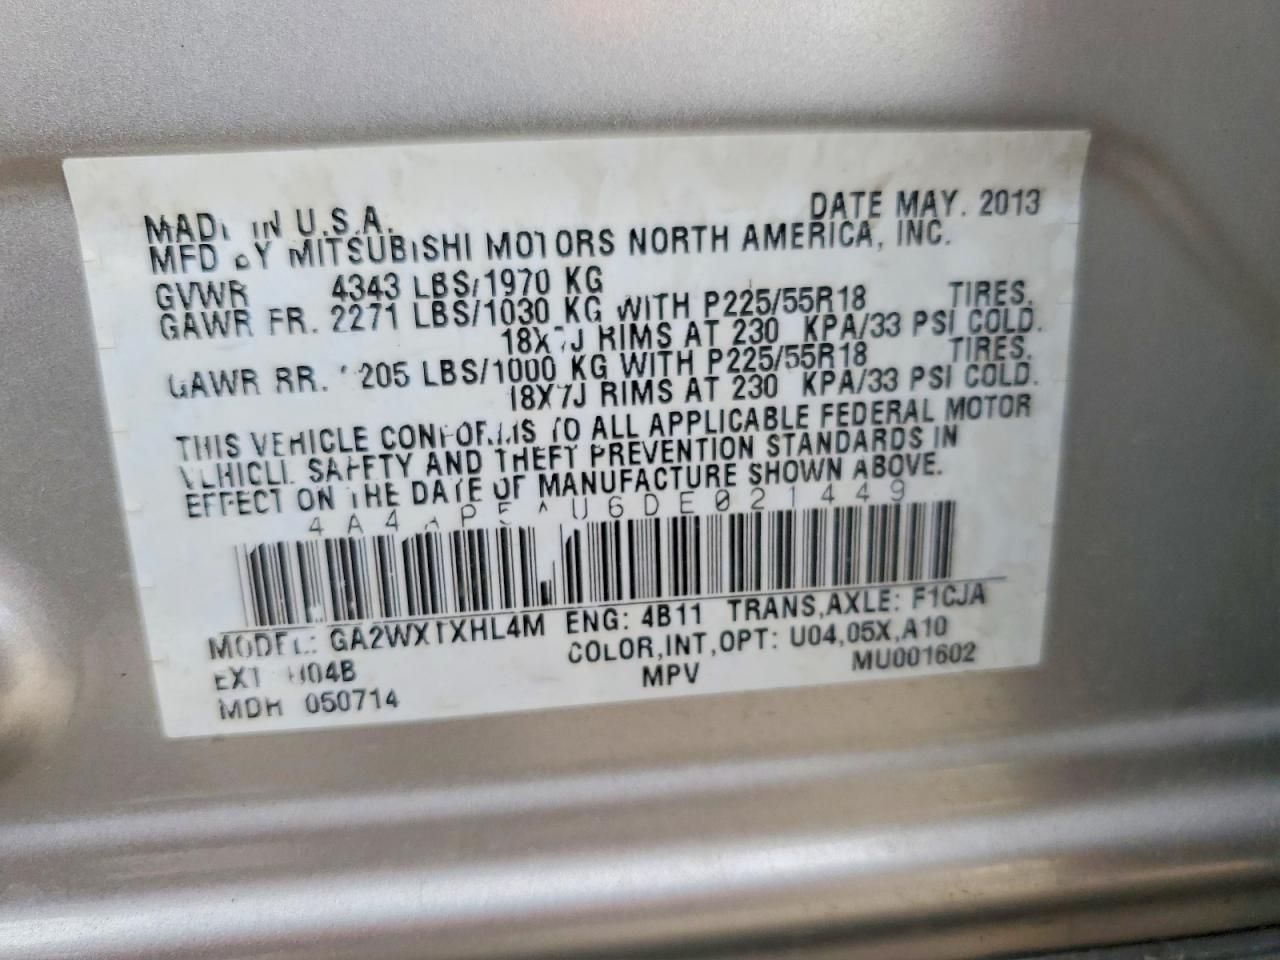 MADE IN U.S.A. DATE MAY. 2013
MFD BY MITSUBISHI MOTORS NORTH AMERICA, INC.
GVWR 4343 LBS/1970 KG
GAWR FR. 2271 LBS/1030 KG WITH P225/55R18 TIRES.
18X7J RIMS AT 230 KPA/33 PSI COLD.
GAWR RR. LBS/1000 KG WITH P225/55R18 TIRES.
18X7J RIMS AT 230 KPA/33 PSI COLD.
THIS VEHICLE CONFORMS TO ALL APPLICABLE FEDERAL MOTOR
VEHICLE SAFETY AND THEFT PREVENTION STANDARDS IN
EFFECT ON THE DATE OF MANUFACTURE SHOWN ABOVE.
MODEL: GA2WXTXHL4M ENG: 4B11 TRANS,AXLE: F1CJA
EXT COLOR,INT,OPT: U04,05X,A10
MDH 050714 MPV MU001602